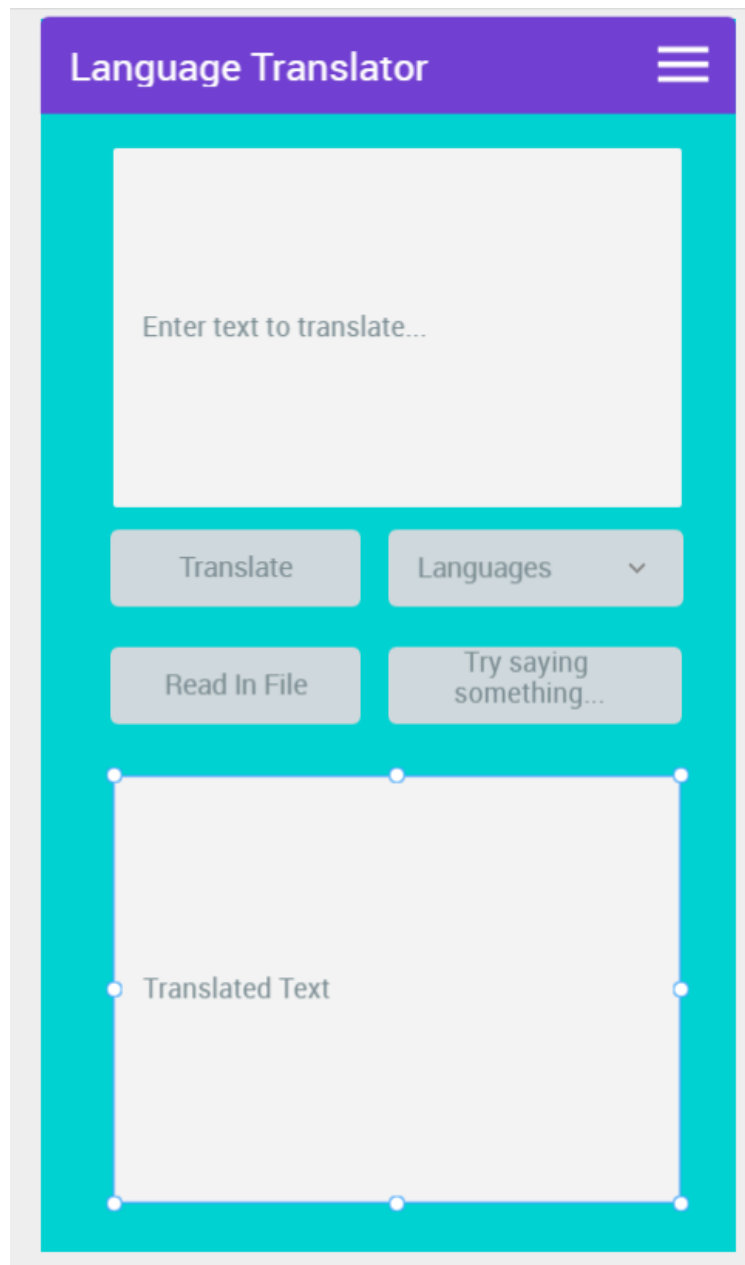 Language Translator
Enter text to translate...
Translate
Languages
Read In File
Try saying
something...
Translated Text